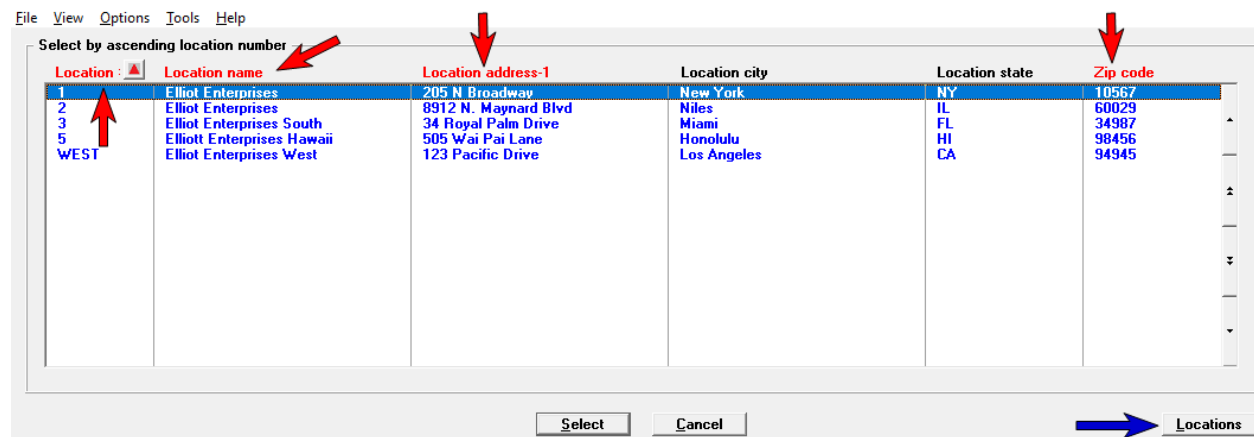 File View Options Tools Help
Select by ascending location number
Location : Location name Location address-1 Location city Location state Zip code
1 Elliot Enterprises 205 N Broadway New York NY 10567
2 Elliot Enterprises 8912 N. Maynard Blvd Niles IL 60029
3 Elliot Enterprises South 34 Royal Palm Drive Miami FL 34987
5 Elliott Enterprises Hawaii 505 Wai Pai Lane Honolulu HI 98456
WEST Elliot Enterprises West 123 Pacific Drive Los Angeles CA 94945
Select Cancel Locations